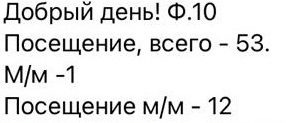 Добрый день! Ф.10
Посещение, всего - 53.
М/м -1
Посещение м/м - 12